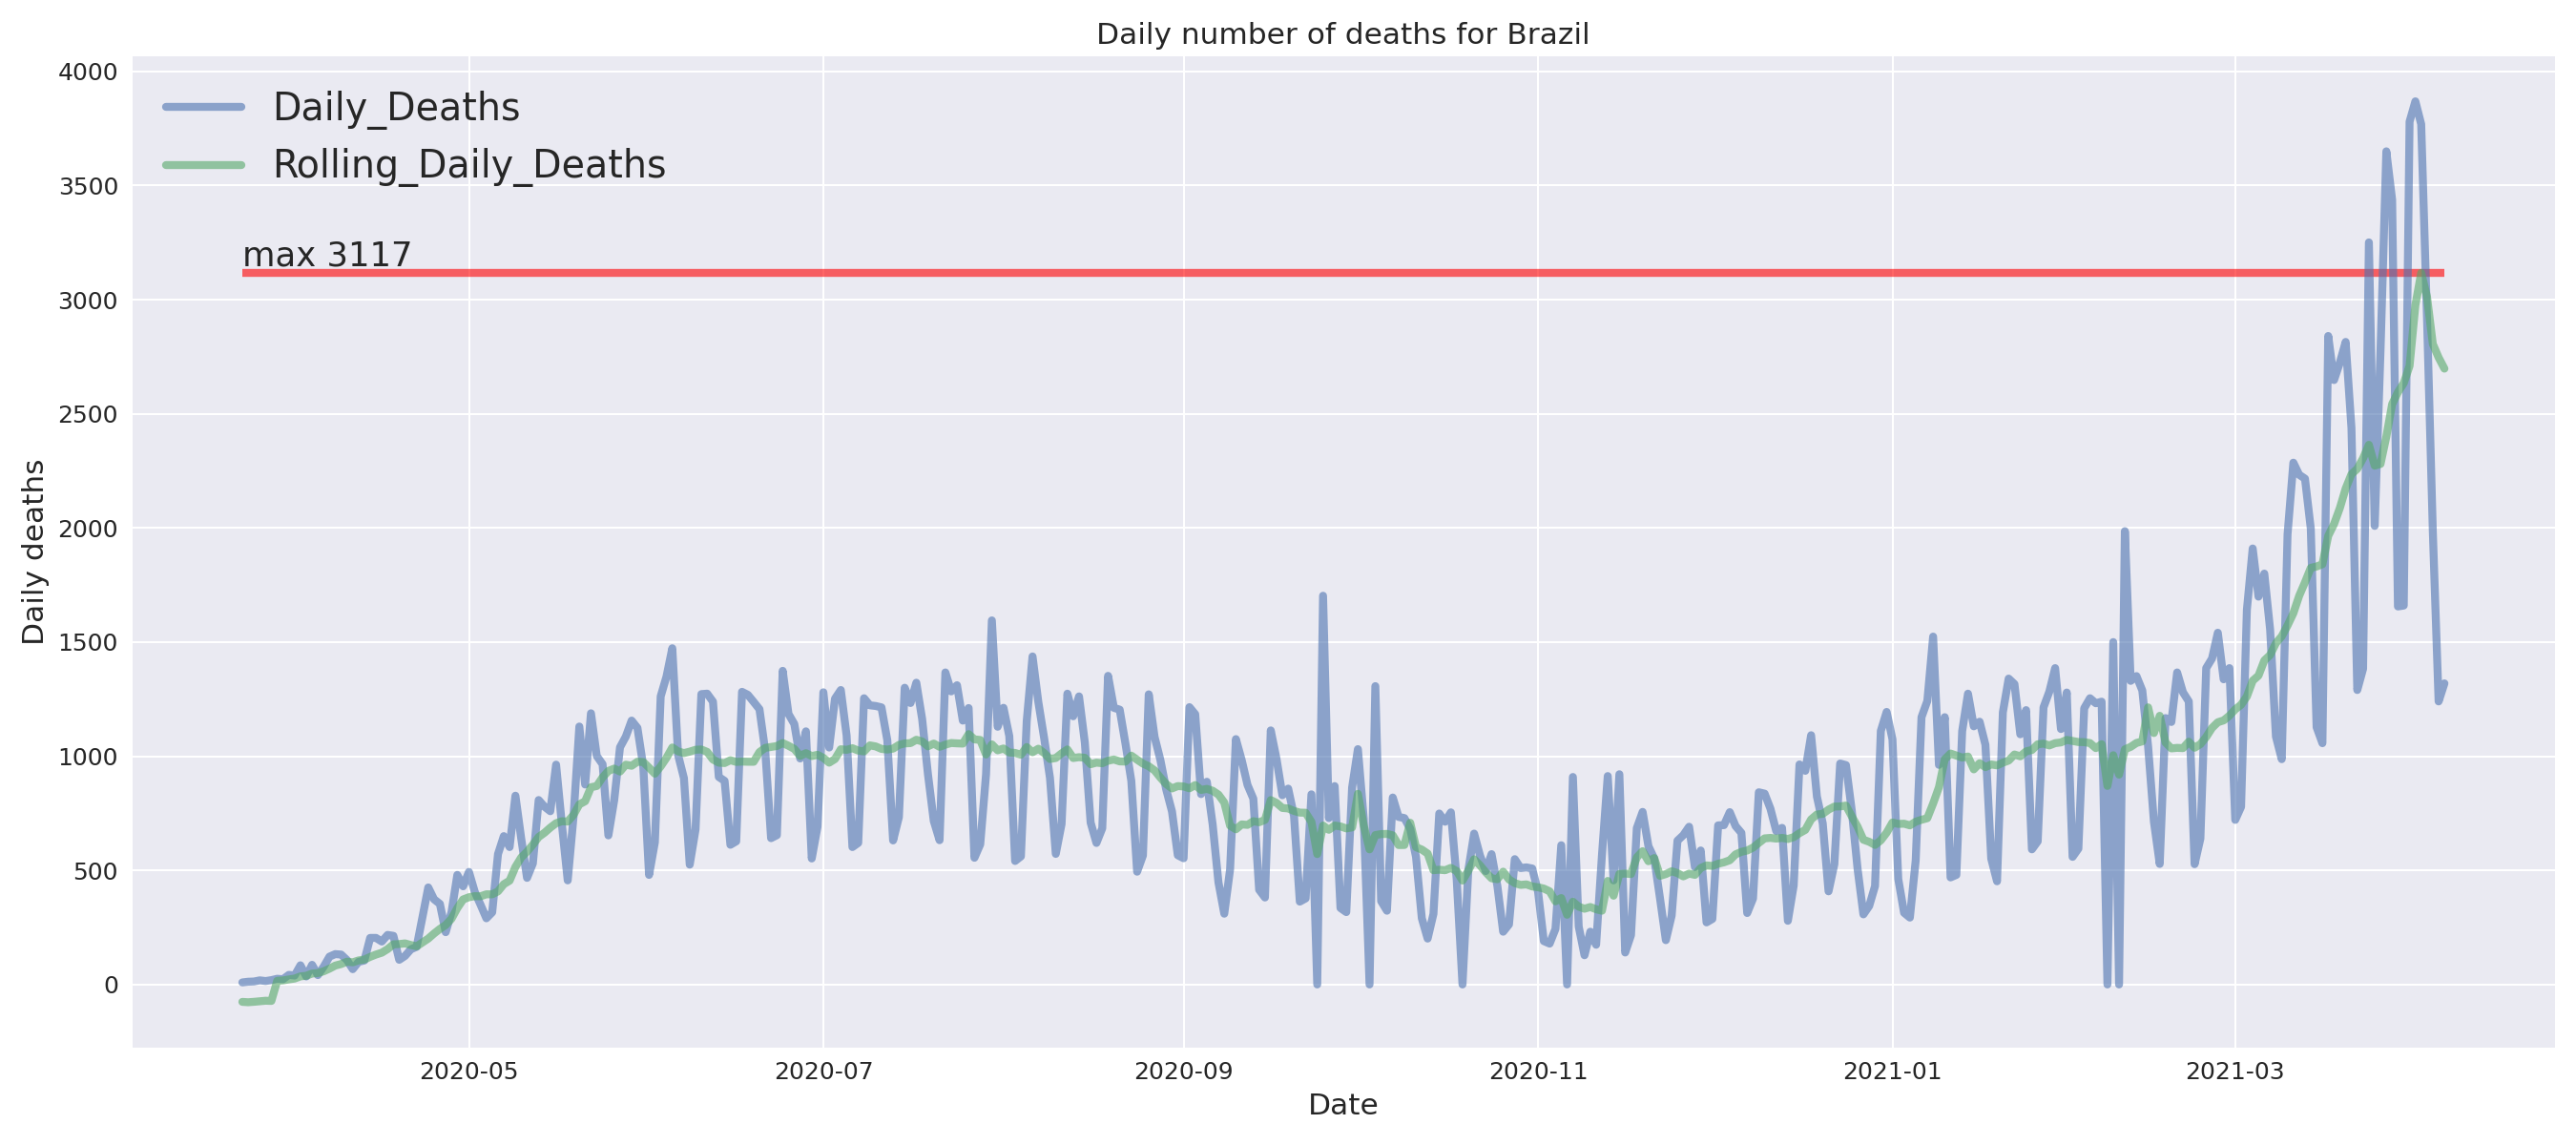 Daily number of deaths for Brazil
4000
3500
3000
2500
2000
1500
1000
500
0
Daily deaths
Daily_Deaths
Rolling_Daily_Deaths
max 3117
2020-05
2020-07
2020-09
2020-11
2021-01
2021-03
Date